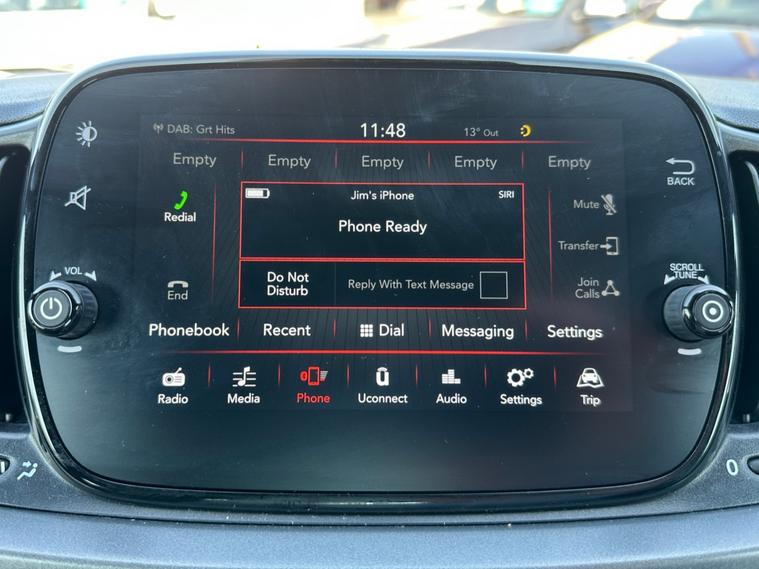 DAB: Grt Hits 11:48 13° Out
Empty Empty Empty Empty Empty
BACK
Jim's iPhone SIRI
Redial
Phone Ready
Mute
Transfer
VOL
SCROLL
TUNE
End
Do Not
Disturb
Reply With Text Message
Join
Calls
Phonebook Recent Dial Messaging Settings
Radio Media Phone Uconnect Audio Settings Trip
0